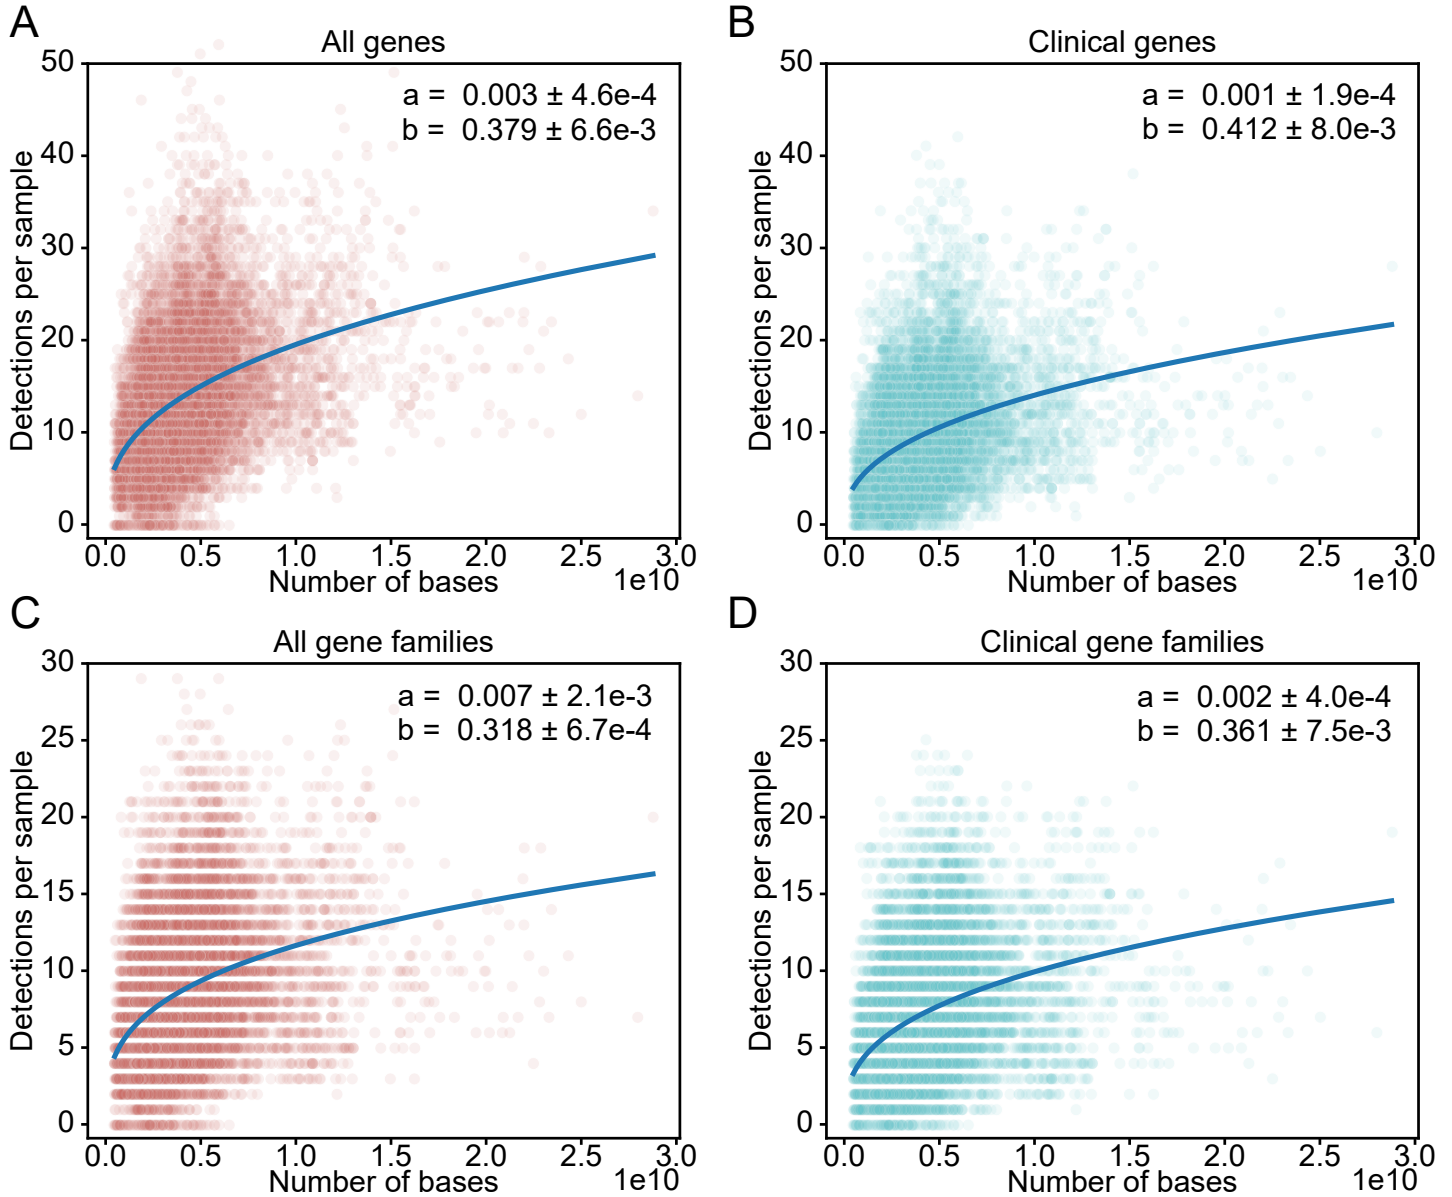 A
All genes
a = 0.003 ± 4.6e-4
b = 0.379 ± 6.6e-3
Detections per sample
50
40
30
20
10
0
0.0 0.5 1.0 1.5 2.0 2.5 3.0
Number of bases 1e10
B
Clinical genes
a = 0.001 ± 1.9e-4
b = 0.412 ± 8.0e-3
Detections per sample
50
40
30
20
10
0
0.0 0.5 1.0 1.5 2.0 2.5 3.0
Number of bases 1e10
C
All gene families
a = 0.007 ± 2.1e-3
b = 0.318 ± 6.7e-4
Detections per sample
30
25
20
15
10
5
0
0.0 0.5 1.0 1.5 2.0 2.5 3.0
Number of bases 1e10
D
Clinical gene families
a = 0.002 ± 4.0e-4
b = 0.361 ± 7.5e-3
Detections per sample
30
25
20
15
10
5
0
0.0 0.5 1.0 1.5 2.0 2.5 3.0
Number of bases 1e10